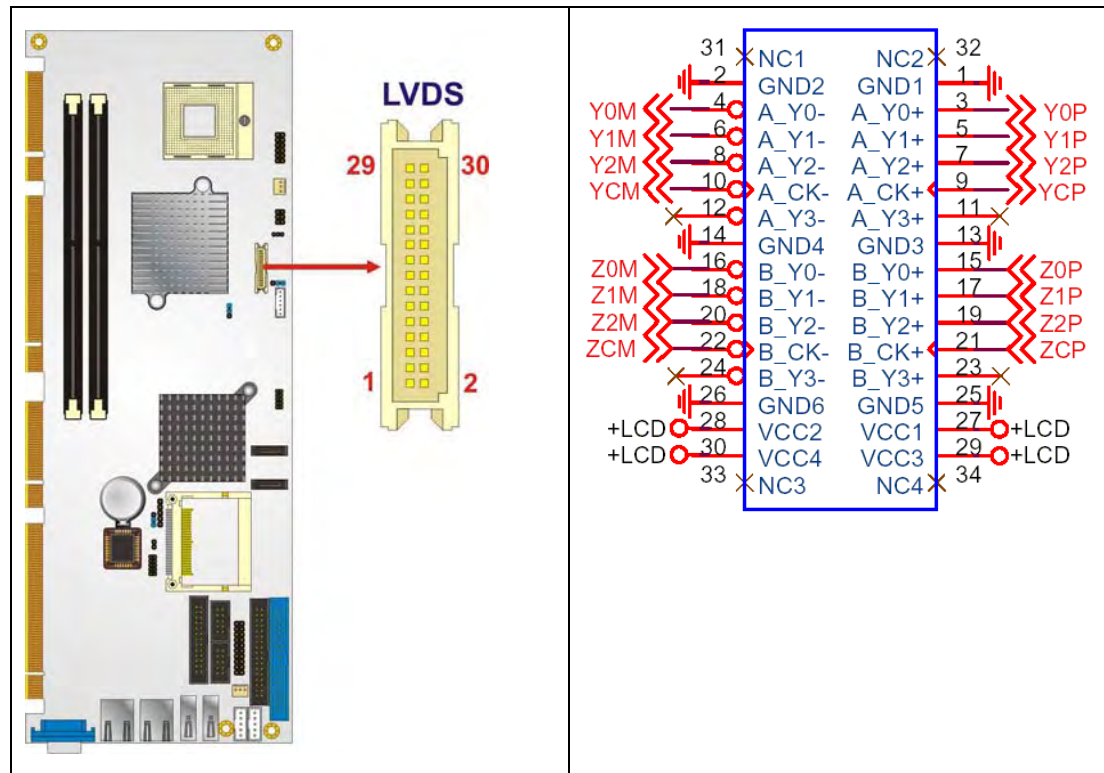 LVDS
29 30
1 2
31 NC1 NC2 32
2 GND2 GND1 1
Y0M 4 A_Y0- A_Y0+ 3 Y0P
Y1M 6 A_Y1- A_Y1+ 5 Y1P
Y2M 8 A_Y2- A_Y2+ 7 Y2P
YCM 10 A_CK- A_CK+ 9 YCP
12 A_Y3- A_Y3+ 11
14 GND4 GND3 13
Z0M 16 B_Y0- B_Y0+ 15 Z0P
Z1M 18 B_Y1- B_Y1+ 17 Z1P
Z2M 20 B_Y2- B_Y2+ 19 Z2P
ZCM 22 B_CK- B_CK+ 21 ZCP
24 B_Y3- B_Y3+ 23
26 GND6 GND5 25
+LCD 28 VCC2 VCC1 27 +LCD
+LCD 30 VCC4 VCC3 29 +LCD
33 NC3 NC4 34